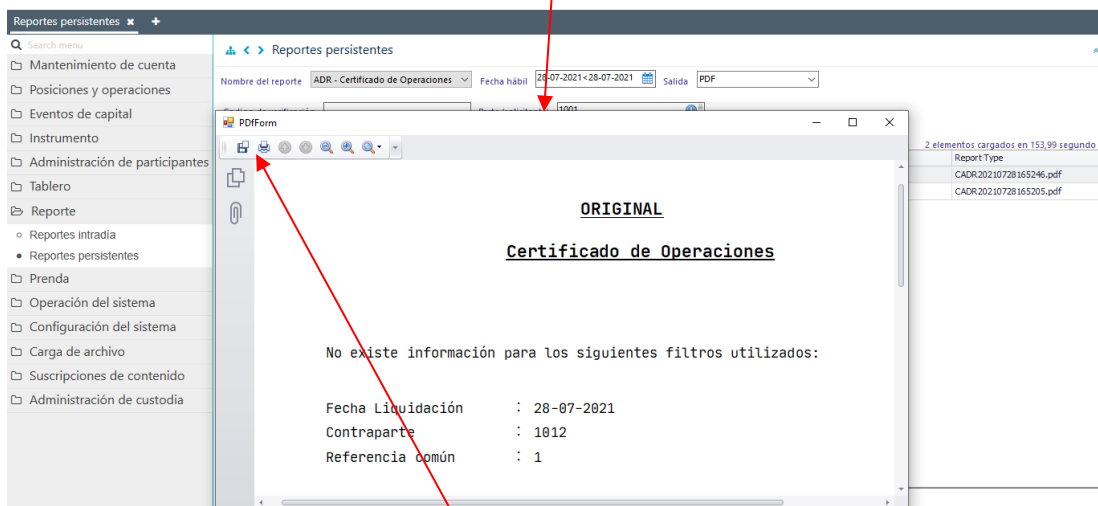 Reportes persistentes × +
Search menu
Mantenimiento de cuenta
Posiciones y operaciones
Eventos de capital
Instrumento
Administración de participantes
Tablero
Reporte
Reportes intradía
Reportes persistentes
Prenda
Operación del sistema
Configuración del sistema
Carga de archivo
Suscripciones de contenido
Administración de custodia
Reportes persistentes
Nombre del reporte ADR - Certificado de Operaciones Fecha hábil 28-07-2021<28-07-2021 Salida PDF
1001
2 elementos cargados en 153,99 segundo
Report Type
CADR20210728165246.pdf
CADR20210728165205.pdf
PDfForm
ORIGINAL
Certificado de Operaciones
No existe información para los siguientes filtros utilizados:
Fecha Liquidación : 28-07-2021
Contraparte : 1012
Referencia común : 1